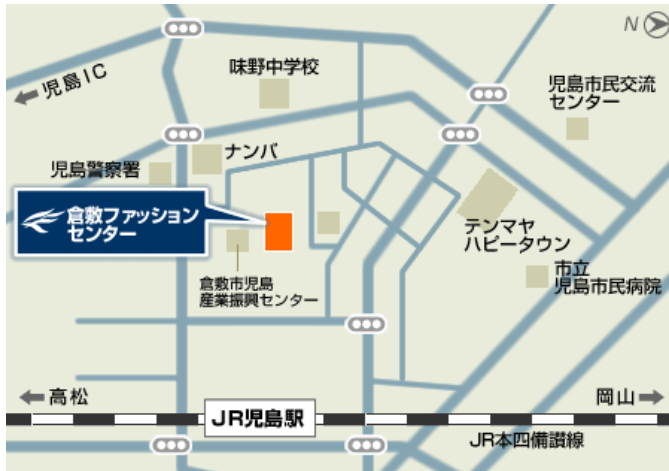 N
児島IC
味野中学校
児島市民交流
センター
ナンバ
児島警察署
倉敷ファッション
センター
テンマヤ
ハピータウン
市立
児島市民病院
倉敷市児島
産業振興センター
高松
岡山
JR児島駅
JR本四備讃線